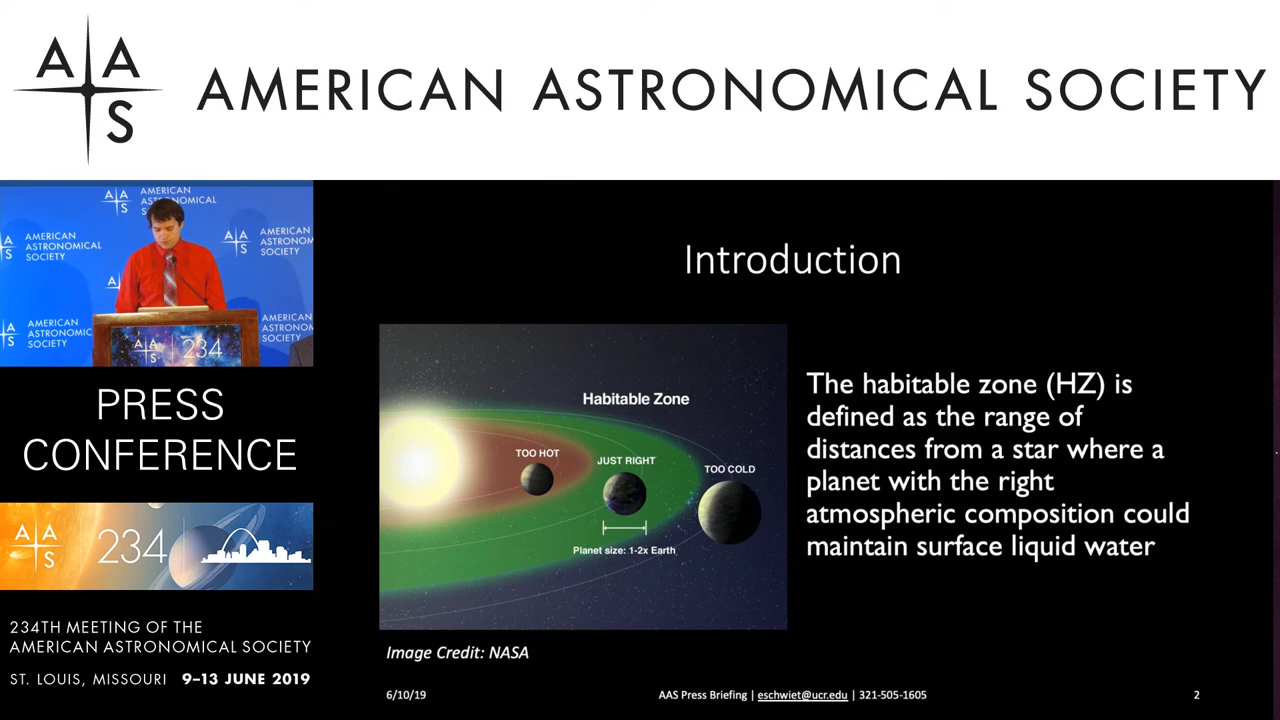 A A
S
AMERICAN ASTRONOMICAL SOCIETY
AMERICAN
ASTRONOMICAL
AMERICAN
ASTRONOMICAL
SOCIETY
AMERICAN
SOCIETY
AMERICAN
SOCIETY
AMERICAN
SOCIETY
A A
S
234
PRESS
CONFERENCE
A A
S
234
234TH MEETING OF THE
AMERICAN ASTRONOMICAL SOCIETY
ST. LOUIS, MISSOURI 9–13 JUNE 2019
Introduction
Habitable Zone
TOO HOT
JUST RIGHT
TOO COLD
Planet size: 1-2x Earth
The habitable zone (HZ) is
defined as the range of
distances from a star where a
planet with the right
atmospheric composition could
maintain surface liquid water
Image Credit: NASA
6/10/19
AAS Press Briefing | eschwiet@ucr.edu | 321-505-1605
2